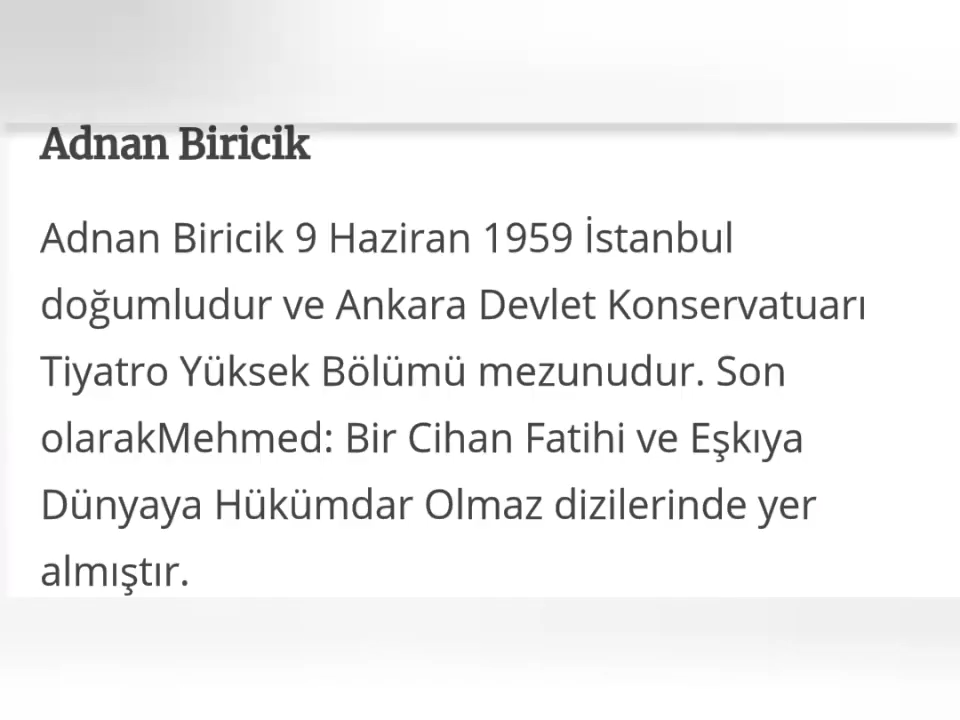 Adnan Biricik
Adnan Biricik 9 Haziran 1959 İstanbul
doğumludur ve Ankara Devlet Konservatuarı
Tiyatro Yüksek Bölümü mezunudur. Son
olarakMehmed: Bir Cihan Fatihi ve Eşkıya
Dünyaya Hükümdar Olmaz dizilerinde yer
almıştır.